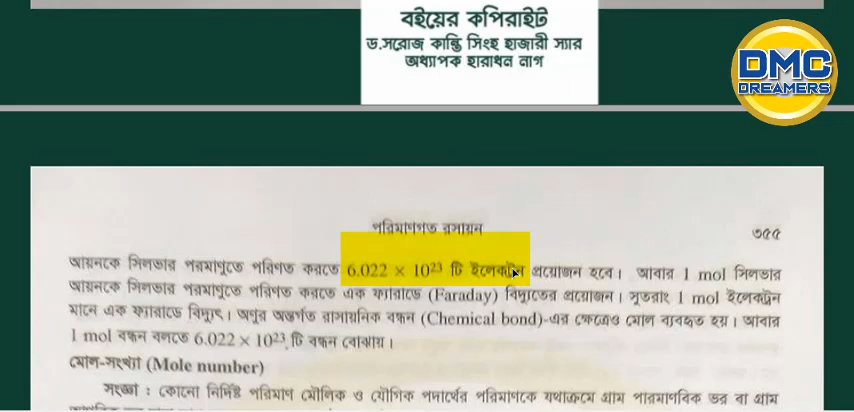 বইয়ের কপিরাইট
ড.সরোজ কান্তি সিংহ হাজারী স্যার
অধ্যাপক হারাধন নাগ
DMC
DREAMERS
পরিমাণগত রসায়ন
৩৫৫
আয়নকে সিলভার পরমাণুতে পরিণত করতে 6.022 × 10²³ টি ইলেকট্রন প্রয়োজন হবে। আবার 1 mol সিলভার
আয়নকে সিলভার পরমাণুতে পরিণত করতে এক ফ্যারাডে (Faraday) বিদ্যুতের প্রয়োজন। সুতরাং 1 mol ইলেকট্রন
মানে এক ফ্যারাডে বিদ্যুৎ। অণুর অন্তর্গত রাসায়নিক বন্ধন (Chemical bond)-এর ক্ষেত্রেও মোল ব্যবহৃত হয়। আবার
1 mol বন্ধন বলতে 6.022 × 10²³ টি বন্ধন বোঝায়।
মোল-সংখ্যা (Mole number)
সংজ্ঞা : কোনো নির্দিষ্ট পরিমাণ মৌলিক ও যৌগিক পদার্থের পরিমাণকে যথাক্রমে গ্রাম পারমাণবিক ভর বা গ্রাম